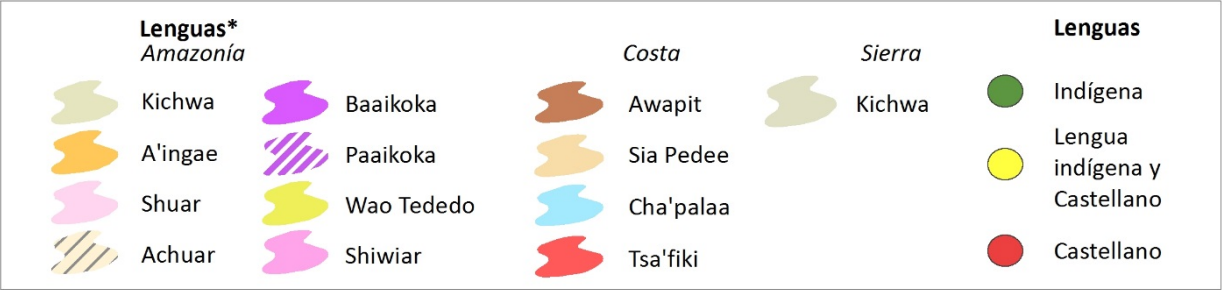 Lenguas*
Amazonía
Kichwa
A'ingae
Shuar
Achuar
Baaikoka
Paaikoka
Wao Tededo
Shiwiar
Costa
Awapit
Sia Pedee
Cha'palaa
Tsa'fiki
Sierra
Kichwa
Lenguas
Indígena
Lengua
indígena y
Castellano
Castellano